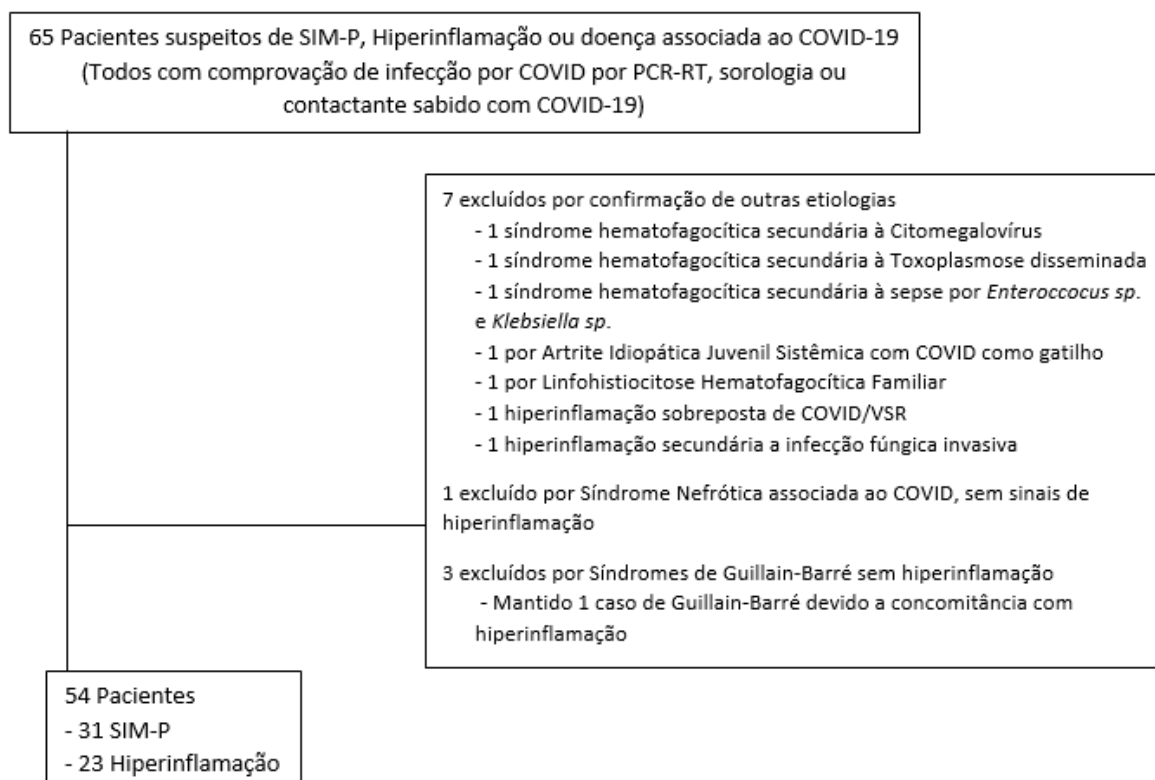 65 Pacientes suspeitos de SIM-P, Hiperinflamação ou doença associada ao COVID-19
(Todos com comprovação de infecção por COVID por PCR-RT, sorologia ou
contactante sabido com COVID-19)
7 excluídos por confirmação de outras etiologias
- 1 síndrome hematofagocítica secundária à Citomegalovírus
- 1 síndrome hematofagocítica secundária à Toxoplasmose disseminada
- 1 síndrome hematofagocítica secundária à sepse por Enteroccocus sp.
e Klebsiella sp.
- 1 por Artrite Idiopática Juvenil Sistêmica com COVID como gatilho
- 1 por Linfohistiocitose Hematofagocítica Familiar
- 1 hiperinflamação sobreposta de COVID/VSR
- 1 hiperinflamação secundária a infecção fúngica invasiva
1 excluído por Síndrome Nefrótica associada ao COVID, sem sinais de
hiperinflamação
3 excluídos por Síndromes de Guillain-Barré sem hiperinflamação
- Mantido 1 caso de Guillain-Barré devido a concomitância com
hiperinflamação
54 Pacientes
- 31 SIM-P
- 23 Hiperinflamação